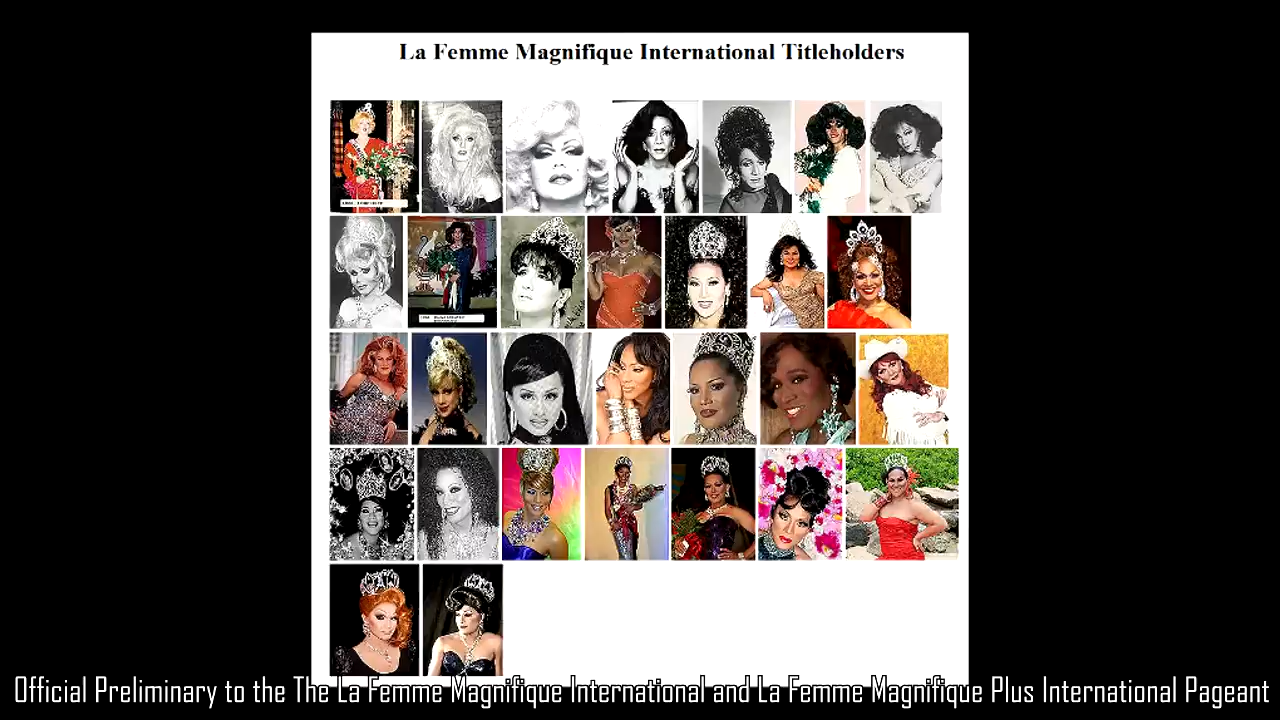 La Femme Magnifique International Titleholders
Official Preliminary to the The La Femme Magnifique International and La Femme Magnifique Plus International Pageant